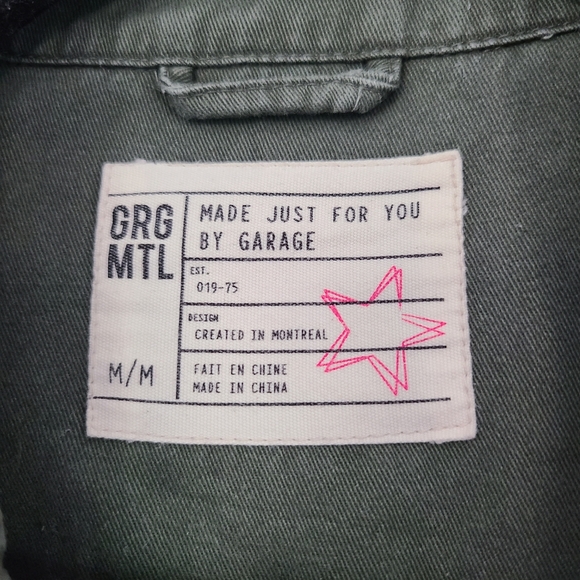 GRG
MTL
M/M
MADE JUST FOR YOU
BY GARAGE
EST.
019-75
DESIGN
CREATED IN MONTREAL
FAIT EN CHINE
MADE IN CHINA